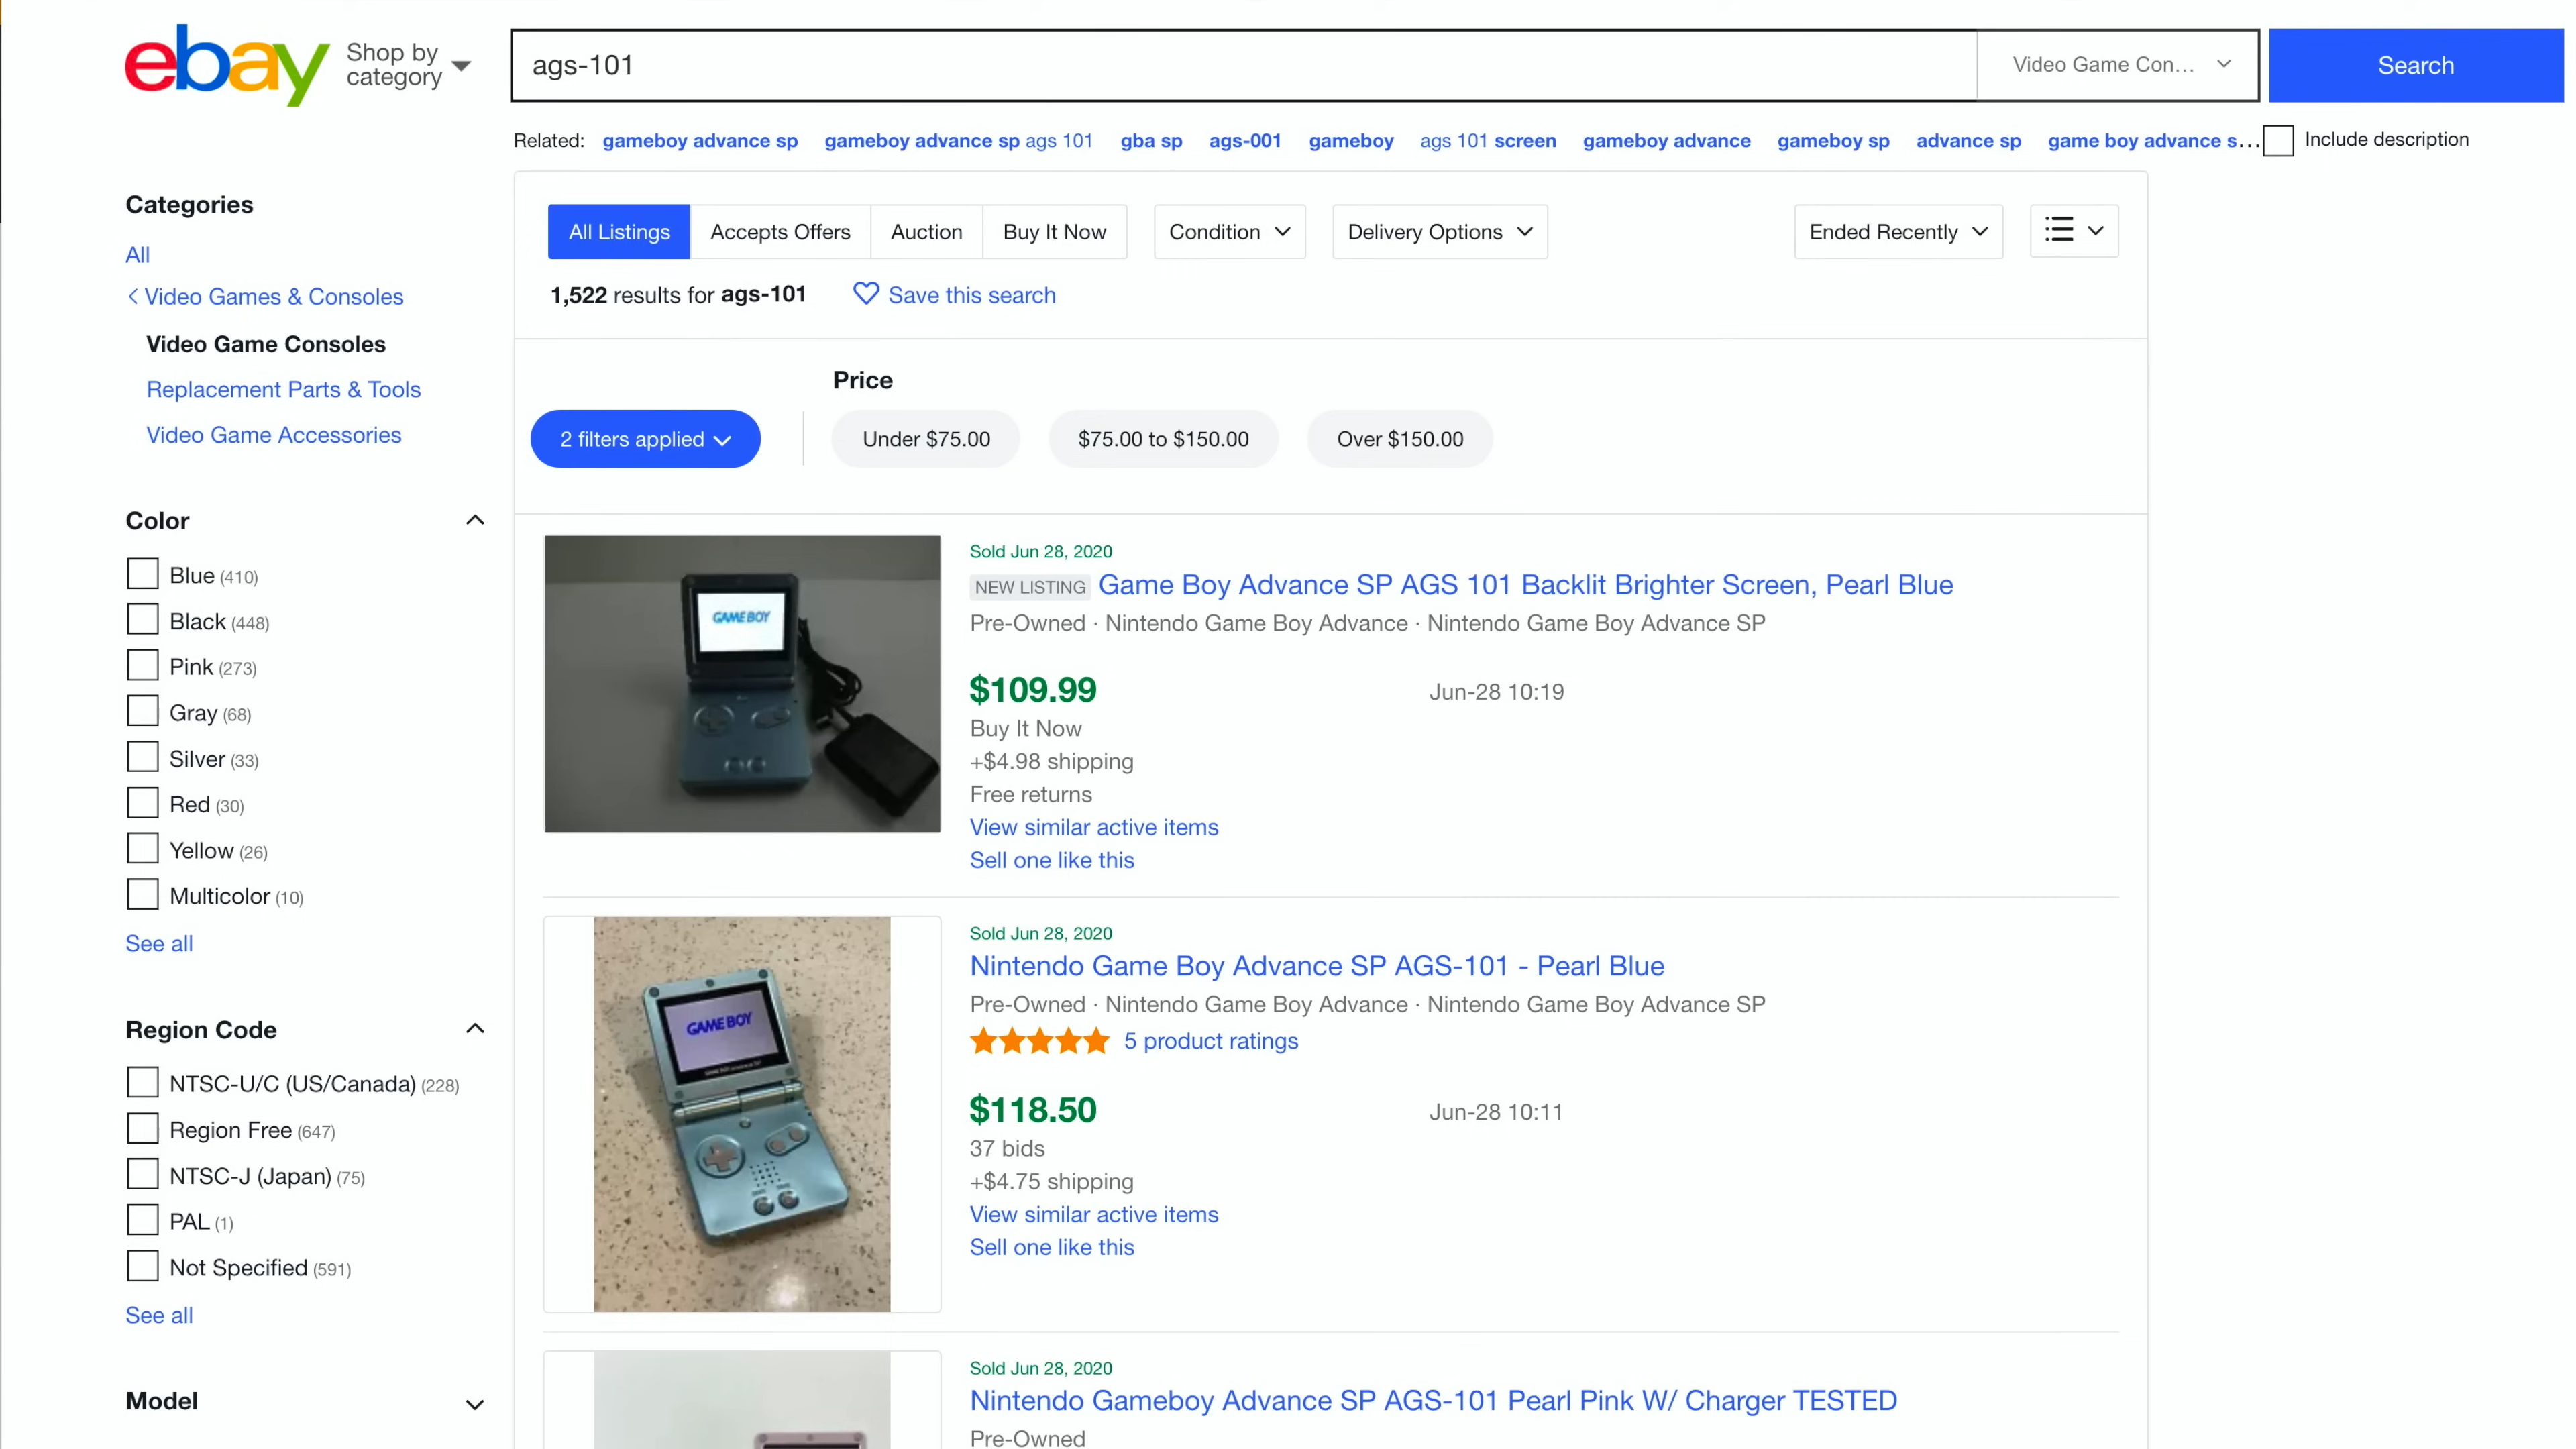 ebay
Shop by
category
ags-101
Video Game Con...
Search
Related: gameboy advance sp gameboy advance sp ags 101 gba sp ags-001 gameboy ags 101 screen gameboy advance gameboy sp advance sp game boy advance s...
Include description
Categories
All
Video Games & Consoles
Video Game Consoles
Replacement Parts & Tools
Video Game Accessories
Color
Blue (410)
Black (448)
Pink (273)
Gray (68)
Silver (33)
Red (30)
Yellow (26)
Multicolor (10)
See all
Region Code
NTSC-U/C (US/Canada) (228)
Region Free (647)
NTSC-J (Japan) (75)
PAL (1)
Not Specified (591)
See all
Model
All Listings Accepts Offers Auction Buy It Now Condition Delivery Options Ended Recently
1,522 results for ags-101 Save this search
Price
2 filters applied Under $75.00 $75.00 to $150.00 Over $150.00
GAME BOY
Sold Jun 28, 2020
NEW LISTING Game Boy Advance SP AGS 101 Backlit Brighter Screen, Pearl Blue
Pre-Owned · Nintendo Game Boy Advance · Nintendo Game Boy Advance SP
$109.99 Jun-28 10:19
Buy It Now
+$4.98 shipping
Free returns
View similar active items
Sell one like this
GAME BOY
Sold Jun 28, 2020
Nintendo Game Boy Advance SP AGS-101 - Pearl Blue
Pre-Owned · Nintendo Game Boy Advance · Nintendo Game Boy Advance SP
5 product ratings
$118.50 Jun-28 10:11
37 bids
+$4.75 shipping
View similar active items
Sell one like this
Sold Jun 28, 2020
Nintendo Gameboy Advance SP AGS-101 Pearl Pink W/ Charger TESTED
Pre-Owned